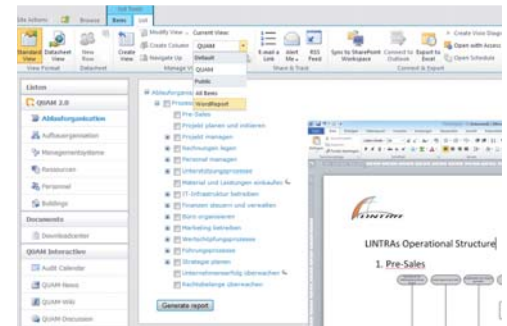 List Tools
Site Actions
Browse
Items
List
Standard View
Datasheet View
New Row
Create View
Modify View
Create Column
Navigate Up
Current View:
QUAM
Default
QUAM
Public
All Items
WordReport
E-mail a Link
Alert Me
RSS Feed
Sync to SharePoint Workspace
Connect to Outlook
Export to Excel
Create Visio Diagram
Open with Access
Open Schedule
View Format
Datasheet
Share & Track
Connect & Export
Listen
QUAM 2.0
Ablauforganisation
Aufbauorganisation
Managementsysteme
Ressourcen
Personal
Buildings
Documents
Downloadcenter
QUAM Interactive
Audit Calendar
QUAM-News
QUAM-Wiki
QUAM-Discussion
Pre-Sales
Projekt planen und initiieren
Projekt managen
Rechnungen legen
Personal managen
Unterstützungsprozesse
Material und Leistungen einkaufen
IT-Infrastruktur betreiben
Finanzen steuern und verwalten
Büro organisieren
Marketing betreiben
Wertschöpfungsprozesse
Führungsprozesse
Strategie planen
Unternehmenserfolg überwachen
Rechtsbelange überwachen
Generate report
LINTRA
LINTRAs Operational Structure
1. Pre-Sales